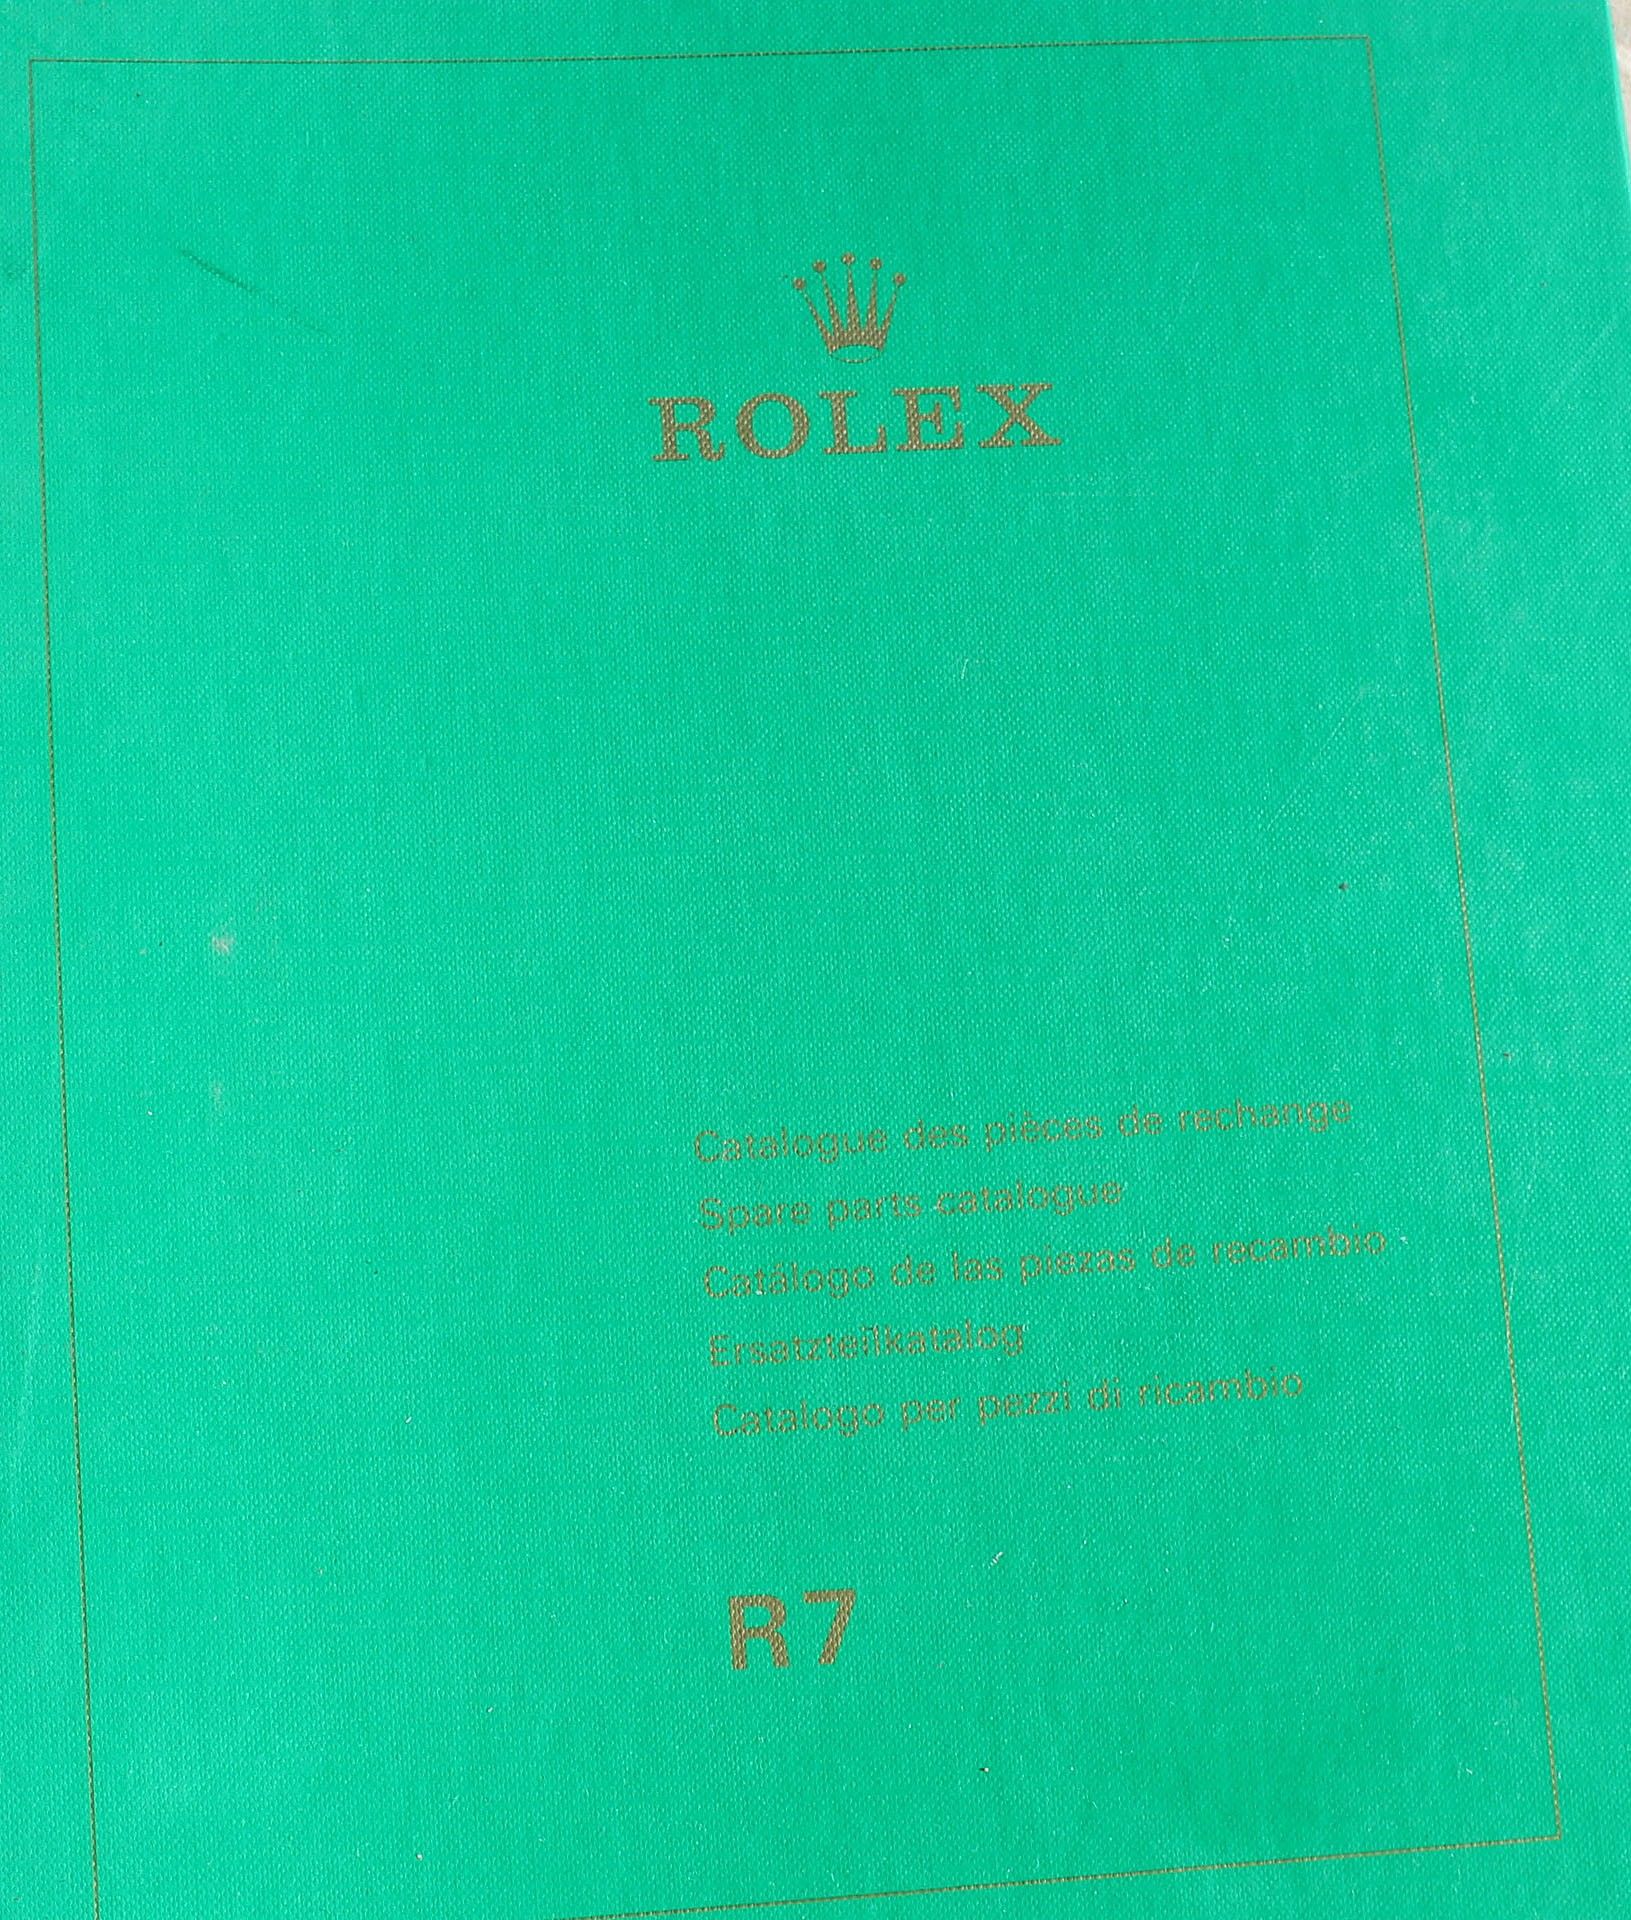 ROLEX
Catalogue des pièces de rechange
Spare parts catalogue
Catálogo de las piezas de recambio
Ersatzteilkatalog
Catalogo per pezzi di ricambio
R7